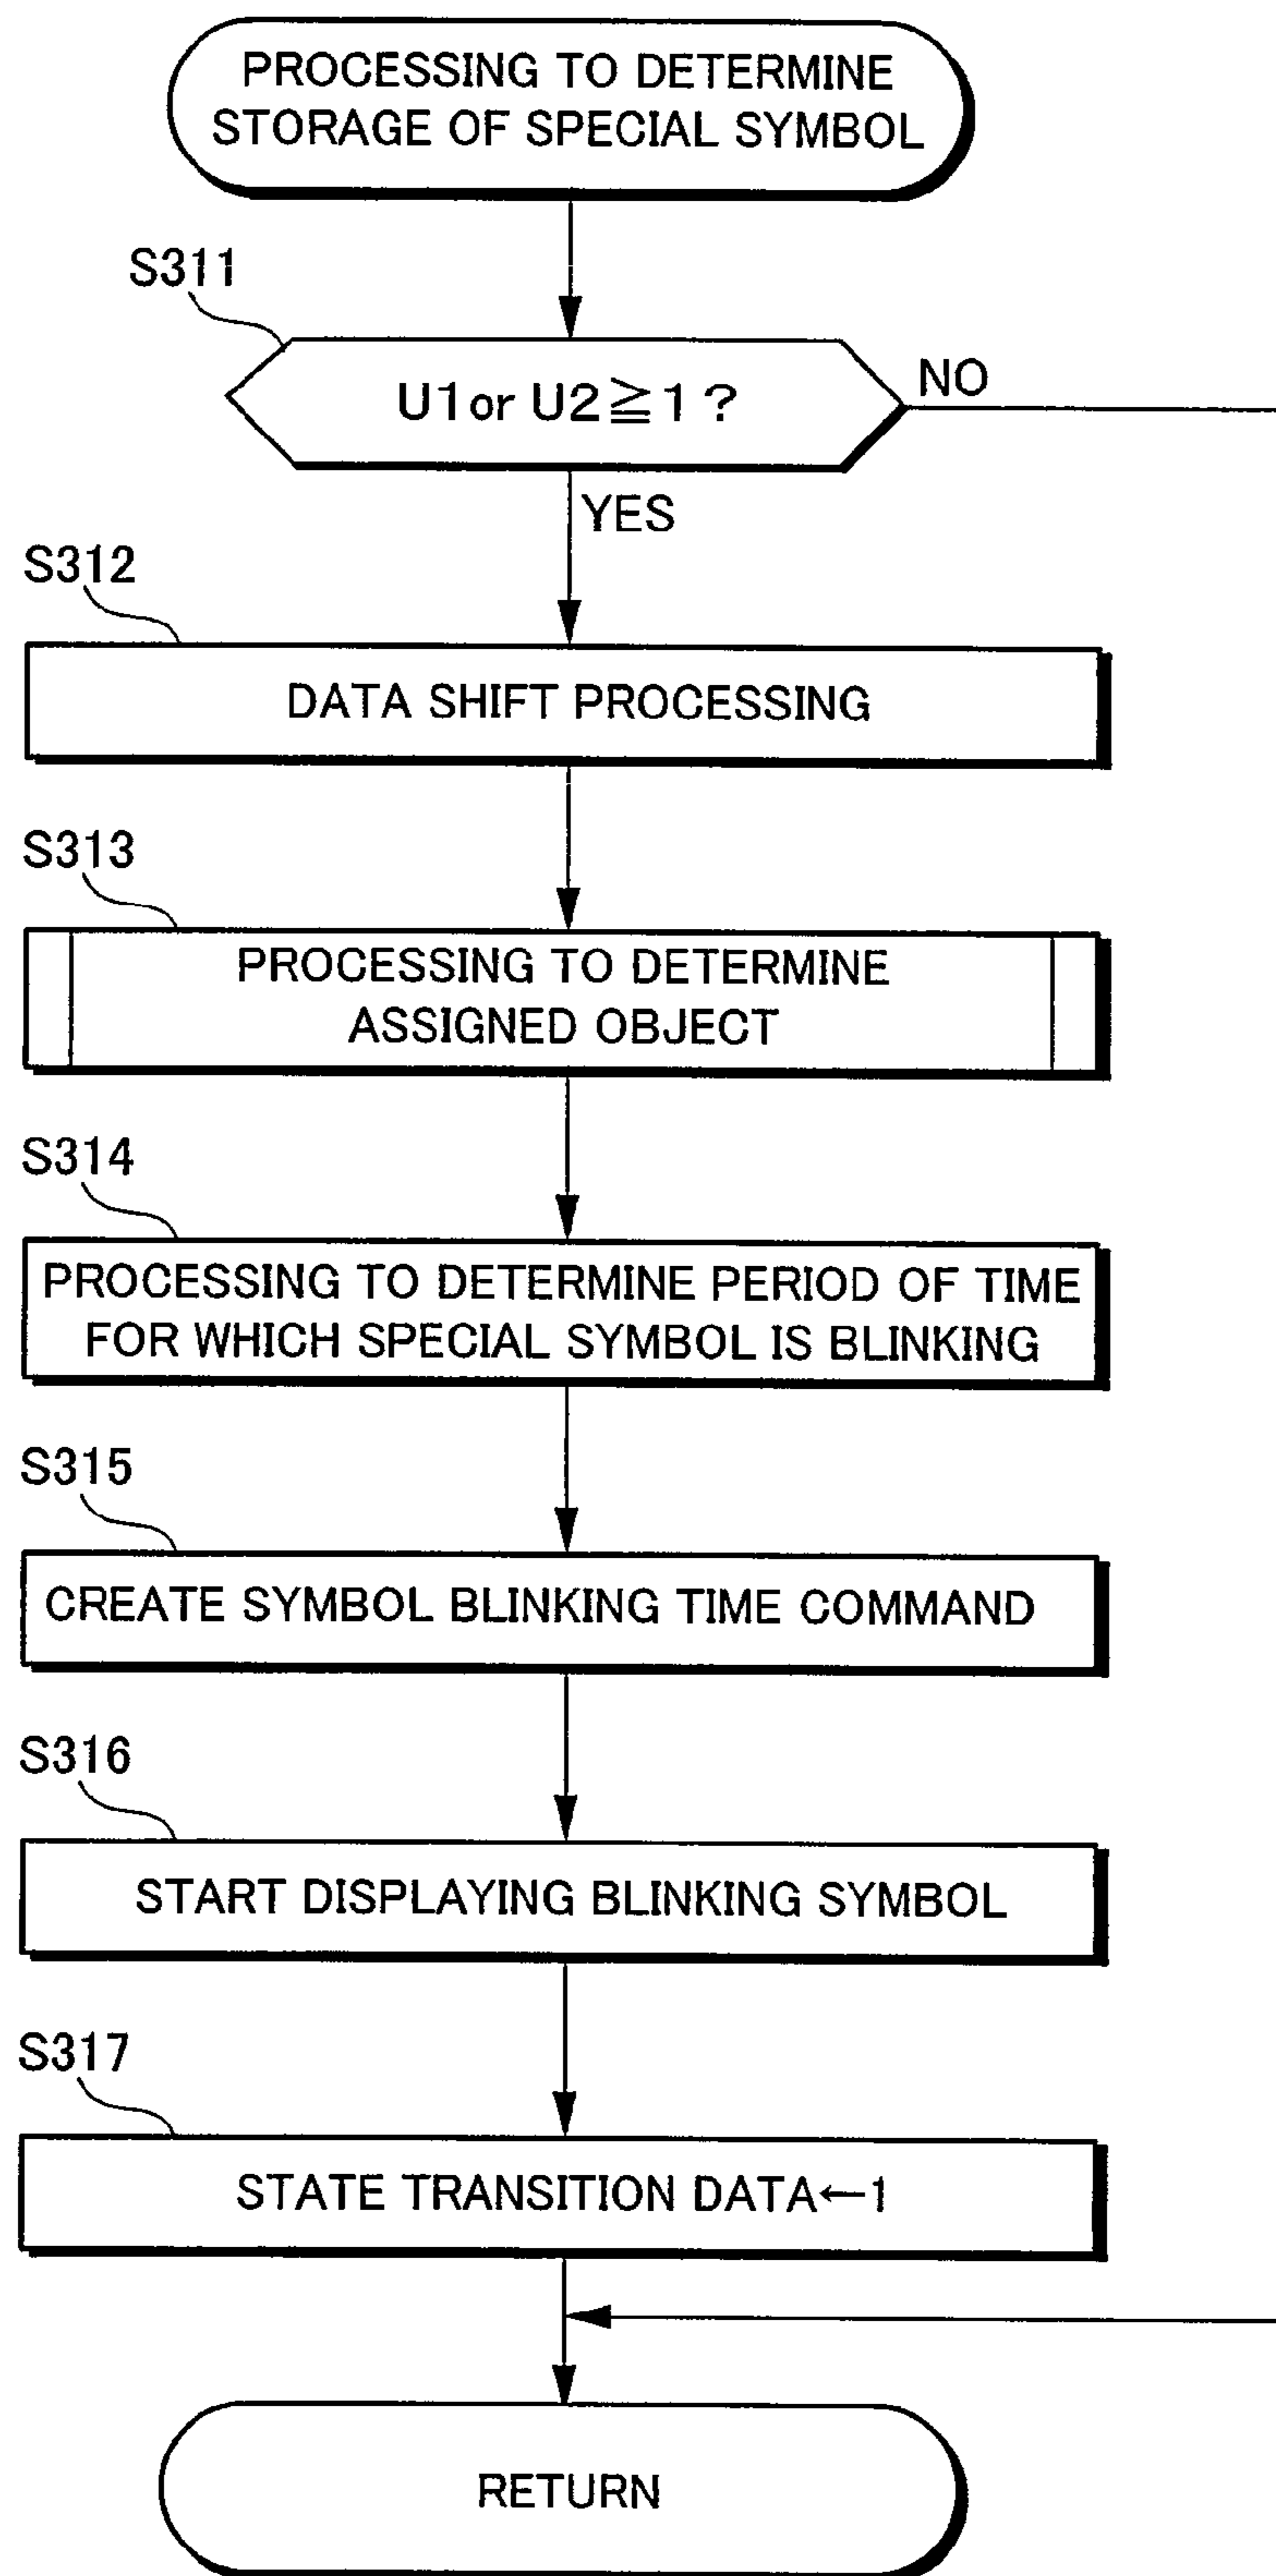 PROCESSING TO DETERMINE
STORAGE OF SPECIAL SYMBOL
S311
U1 or U2≧1?
NO
YES
S312
DATA SHIFT PROCESSING
S313
PROCESSING TO DETERMINE
ASSIGNED OBJECT
S314
PROCESSING TO DETERMINE PERIOD OF TIME
FOR WHICH SPECIAL SYMBOL IS BLINKING
S315
CREATE SYMBOL BLINKING TIME COMMAND
S316
START DISPLAYING BLINKING SYMBOL
S317
STATE TRANSITION DATA←1
RETURN